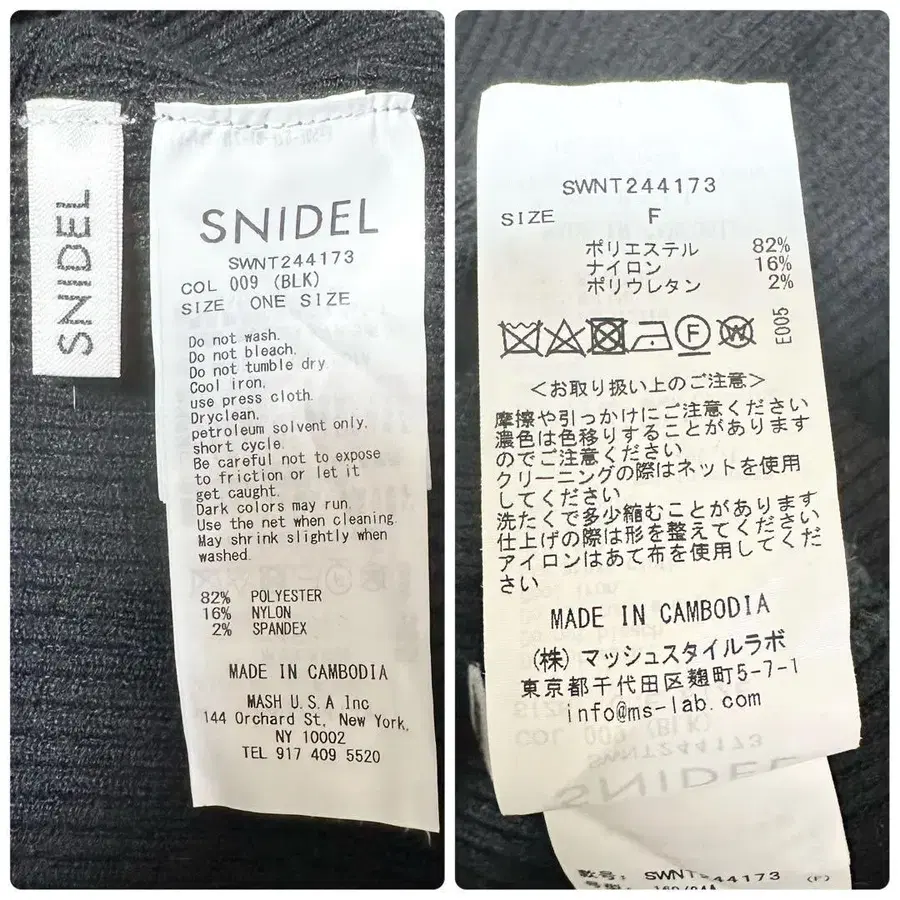 SNIDEL
SNIDEL
SWNT244173
COL 009 (BLK)
SIZE ONE SIZE
Do not wash.
Do not bleach.
Do not tumble dry.
Cool iron,
use press cloth.
Dryclean,
petroleum solvent only,
short cycle.
Be careful not to expose
to friction or let it
get caught.
Dark colors may run.
Use the net when cleaning.
May shrink slightly when
washed.
82% POLYESTER
16% NYLON
2% SPANDEX
MADE IN CAMBODIA
MASH U.S.A Inc
144 Orchard St, New York,
NY 10002
TEL 917 409 5520
SWNT244173
SIZE F
ポリエステル 82%
ナイロン 16%
ポリウレタン 2%
E005
<お取り扱い上のご注意>
摩擦や引っかけにご注意ください
濃色は色移りすることがあります
のでご注意ください
クリーニングの際はネットを使用
してください
洗たくで多少縮むことがあります
仕上げの際は形を整えてください
アイロンはあて布を使用してくだ
さい
MADE IN CAMBODIA
(株)マッシュスタイルラボ
東京都千代田区麹町5-7-1
info@ms-lab.com
款号: SWNT244173 (F)